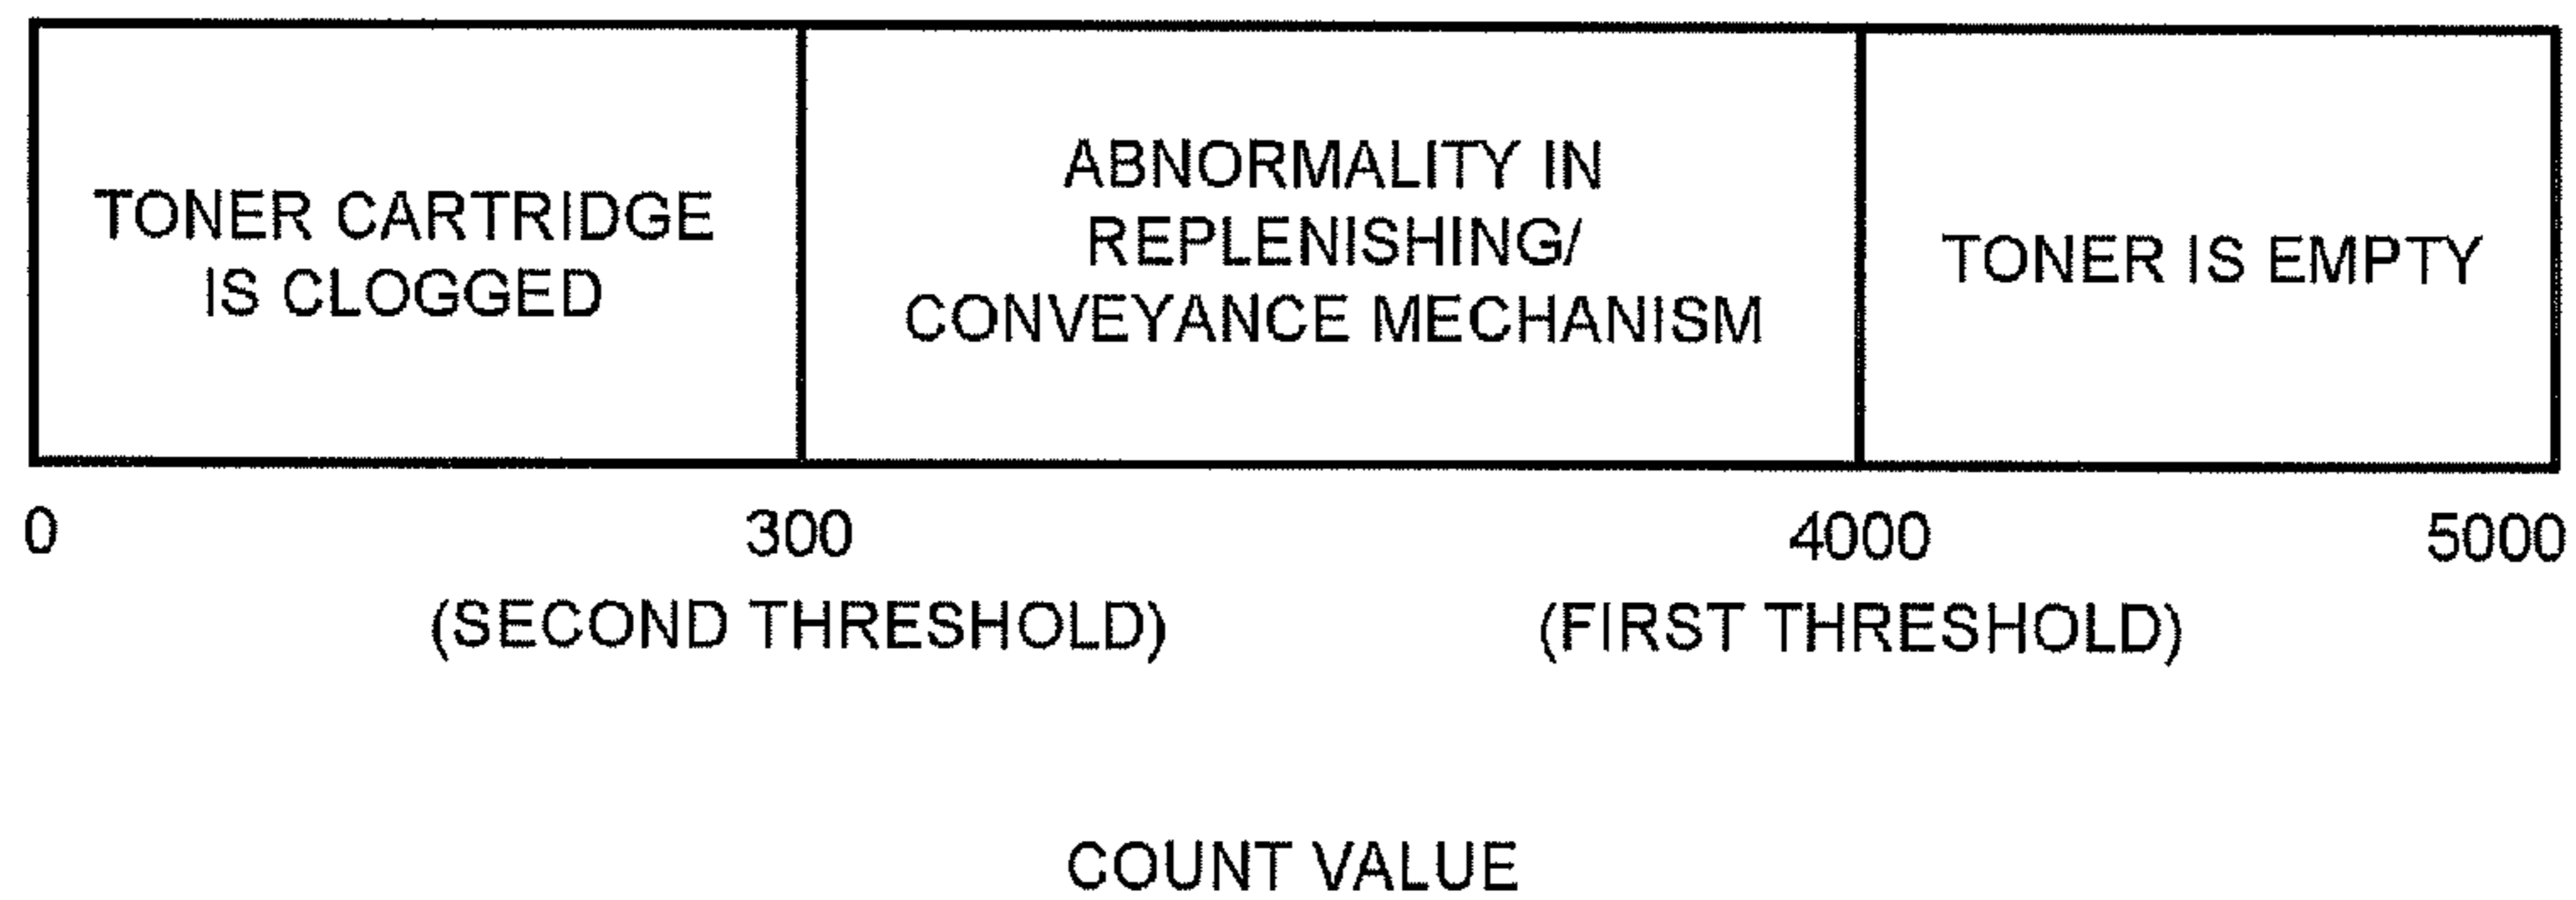 TONER CARTRIDGE
IS CLOGGED
ABNORMALITY IN
REPLENISHING/
CONVEYANCE MECHANISM
TONER IS EMPTY
0
300
4000
5000
(SECOND THRESHOLD)
(FIRST THRESHOLD)
COUNT VALUE